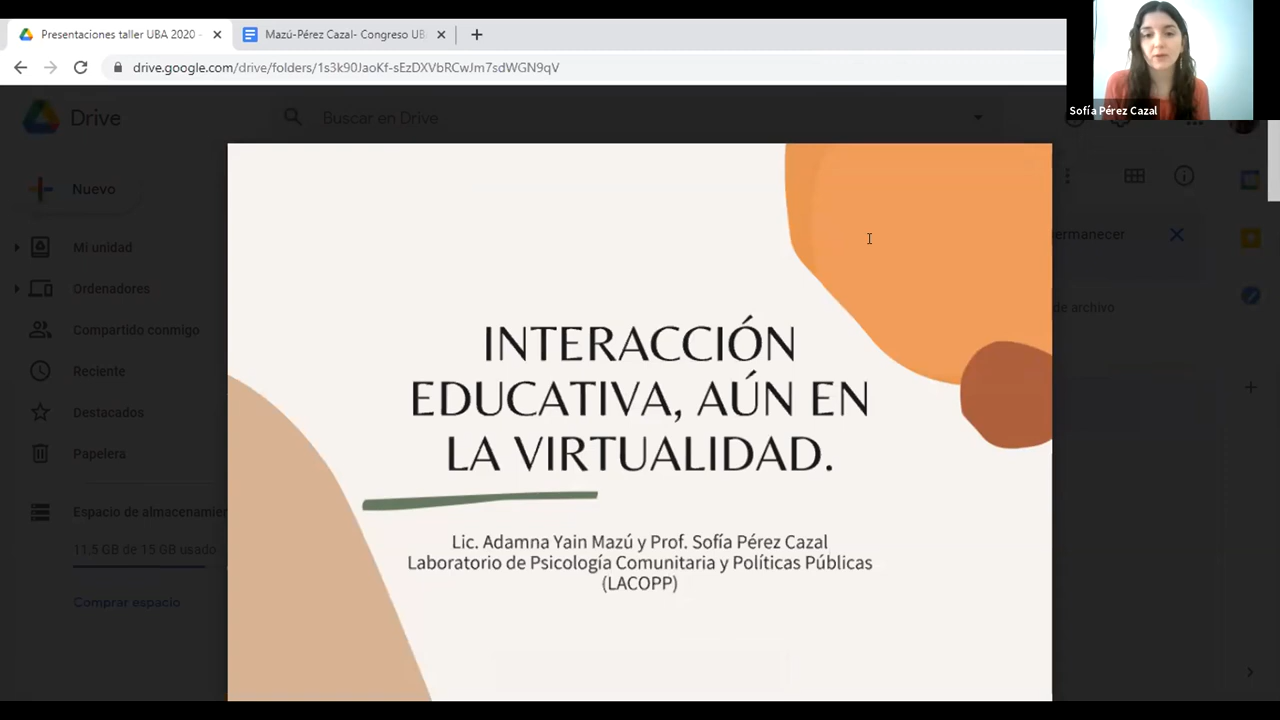 Presentaciones taller UBA 2020 -
Mazú-Pérez Cazal- Congreso UB
drive.google.com/drive/folders/1s3k90JaoKf-sEzDXVbRCwJm7sdWGN9qV
Sofía Pérez Cazal
Drive
Buscar en Drive
Nuevo
Mi unidad
Ordenadores
Compartido conmigo
Reciente
Destacados
Papelera
Espacio de almacenamien
11,5 GB de 15 GB usado
Comprar espacio
ermanecer
de archivo
INTERACCIÓN
EDUCATIVA, AÚN EN
LA VIRTUALIDAD.
Lic. Adamna Yain Mazú y Prof. Sofía Pérez Cazal
Laboratorio de Psicología Comunitaria y Políticas Públicas
(LACOPP)